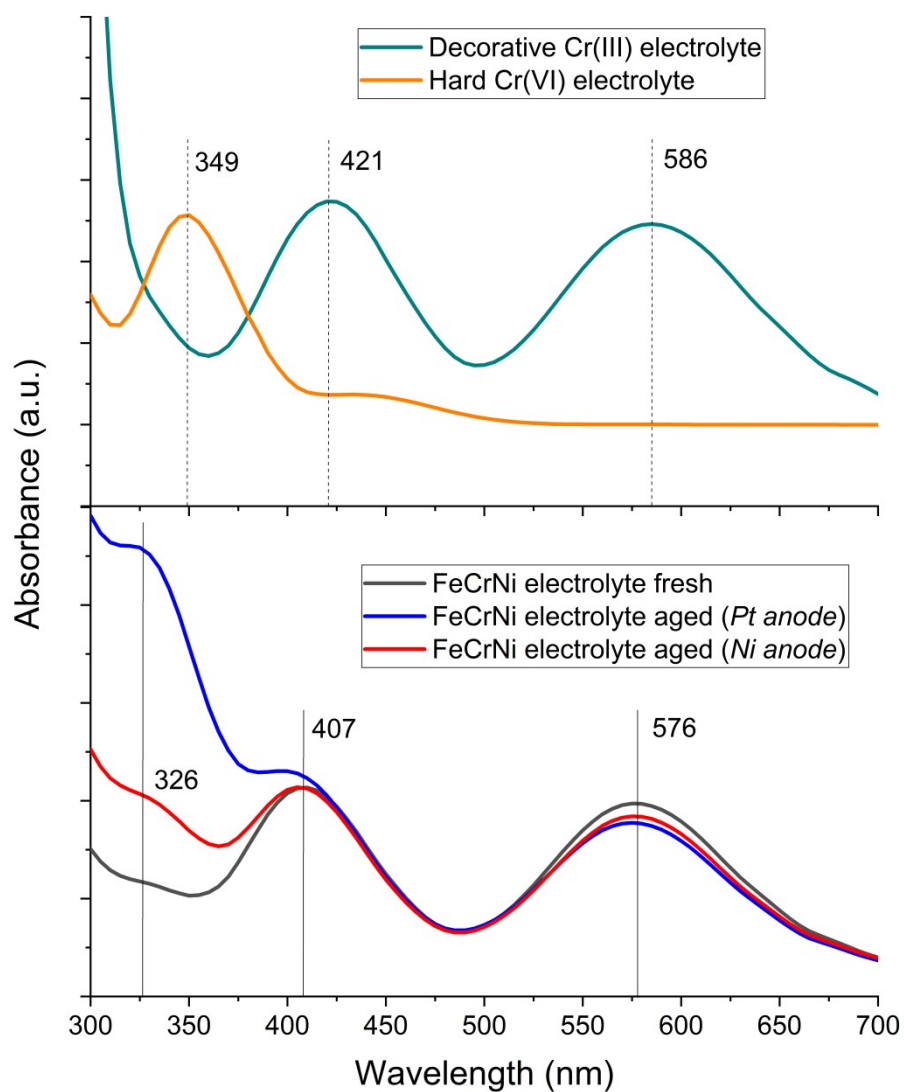 Decorative Cr(III) electrolyte
Hard Cr(VI) electrolyte
349
421
586
Absorbance (a.u.)
FeCrNi electrolyte fresh
FeCrNi electrolyte aged (Pt anode)
FeCrNi electrolyte aged (Ni anode)
326
407
576
300 350 400 450 500 550 600 650 700
Wavelength (nm)